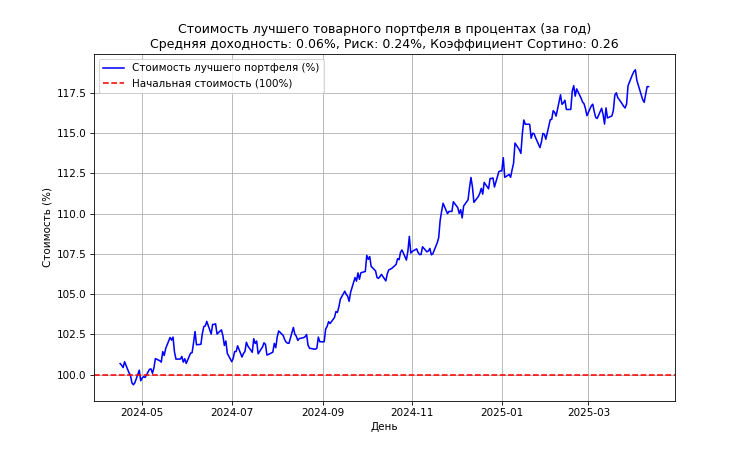 Стоимость лучшего товарного портфеля в процентах (за год)
Средняя доходность: 0.06%, Риск: 0.24%, Коэффициент Сортино: 0.26
Стоимость лучшего портфеля (%)
Начальная стоимость (100%)
Стоимость (%)
117.5
115.0
112.5
110.0
107.5
105.0
102.5
100.0
2024-05 2024-07 2024-09 2024-11 2025-01 2025-03
День